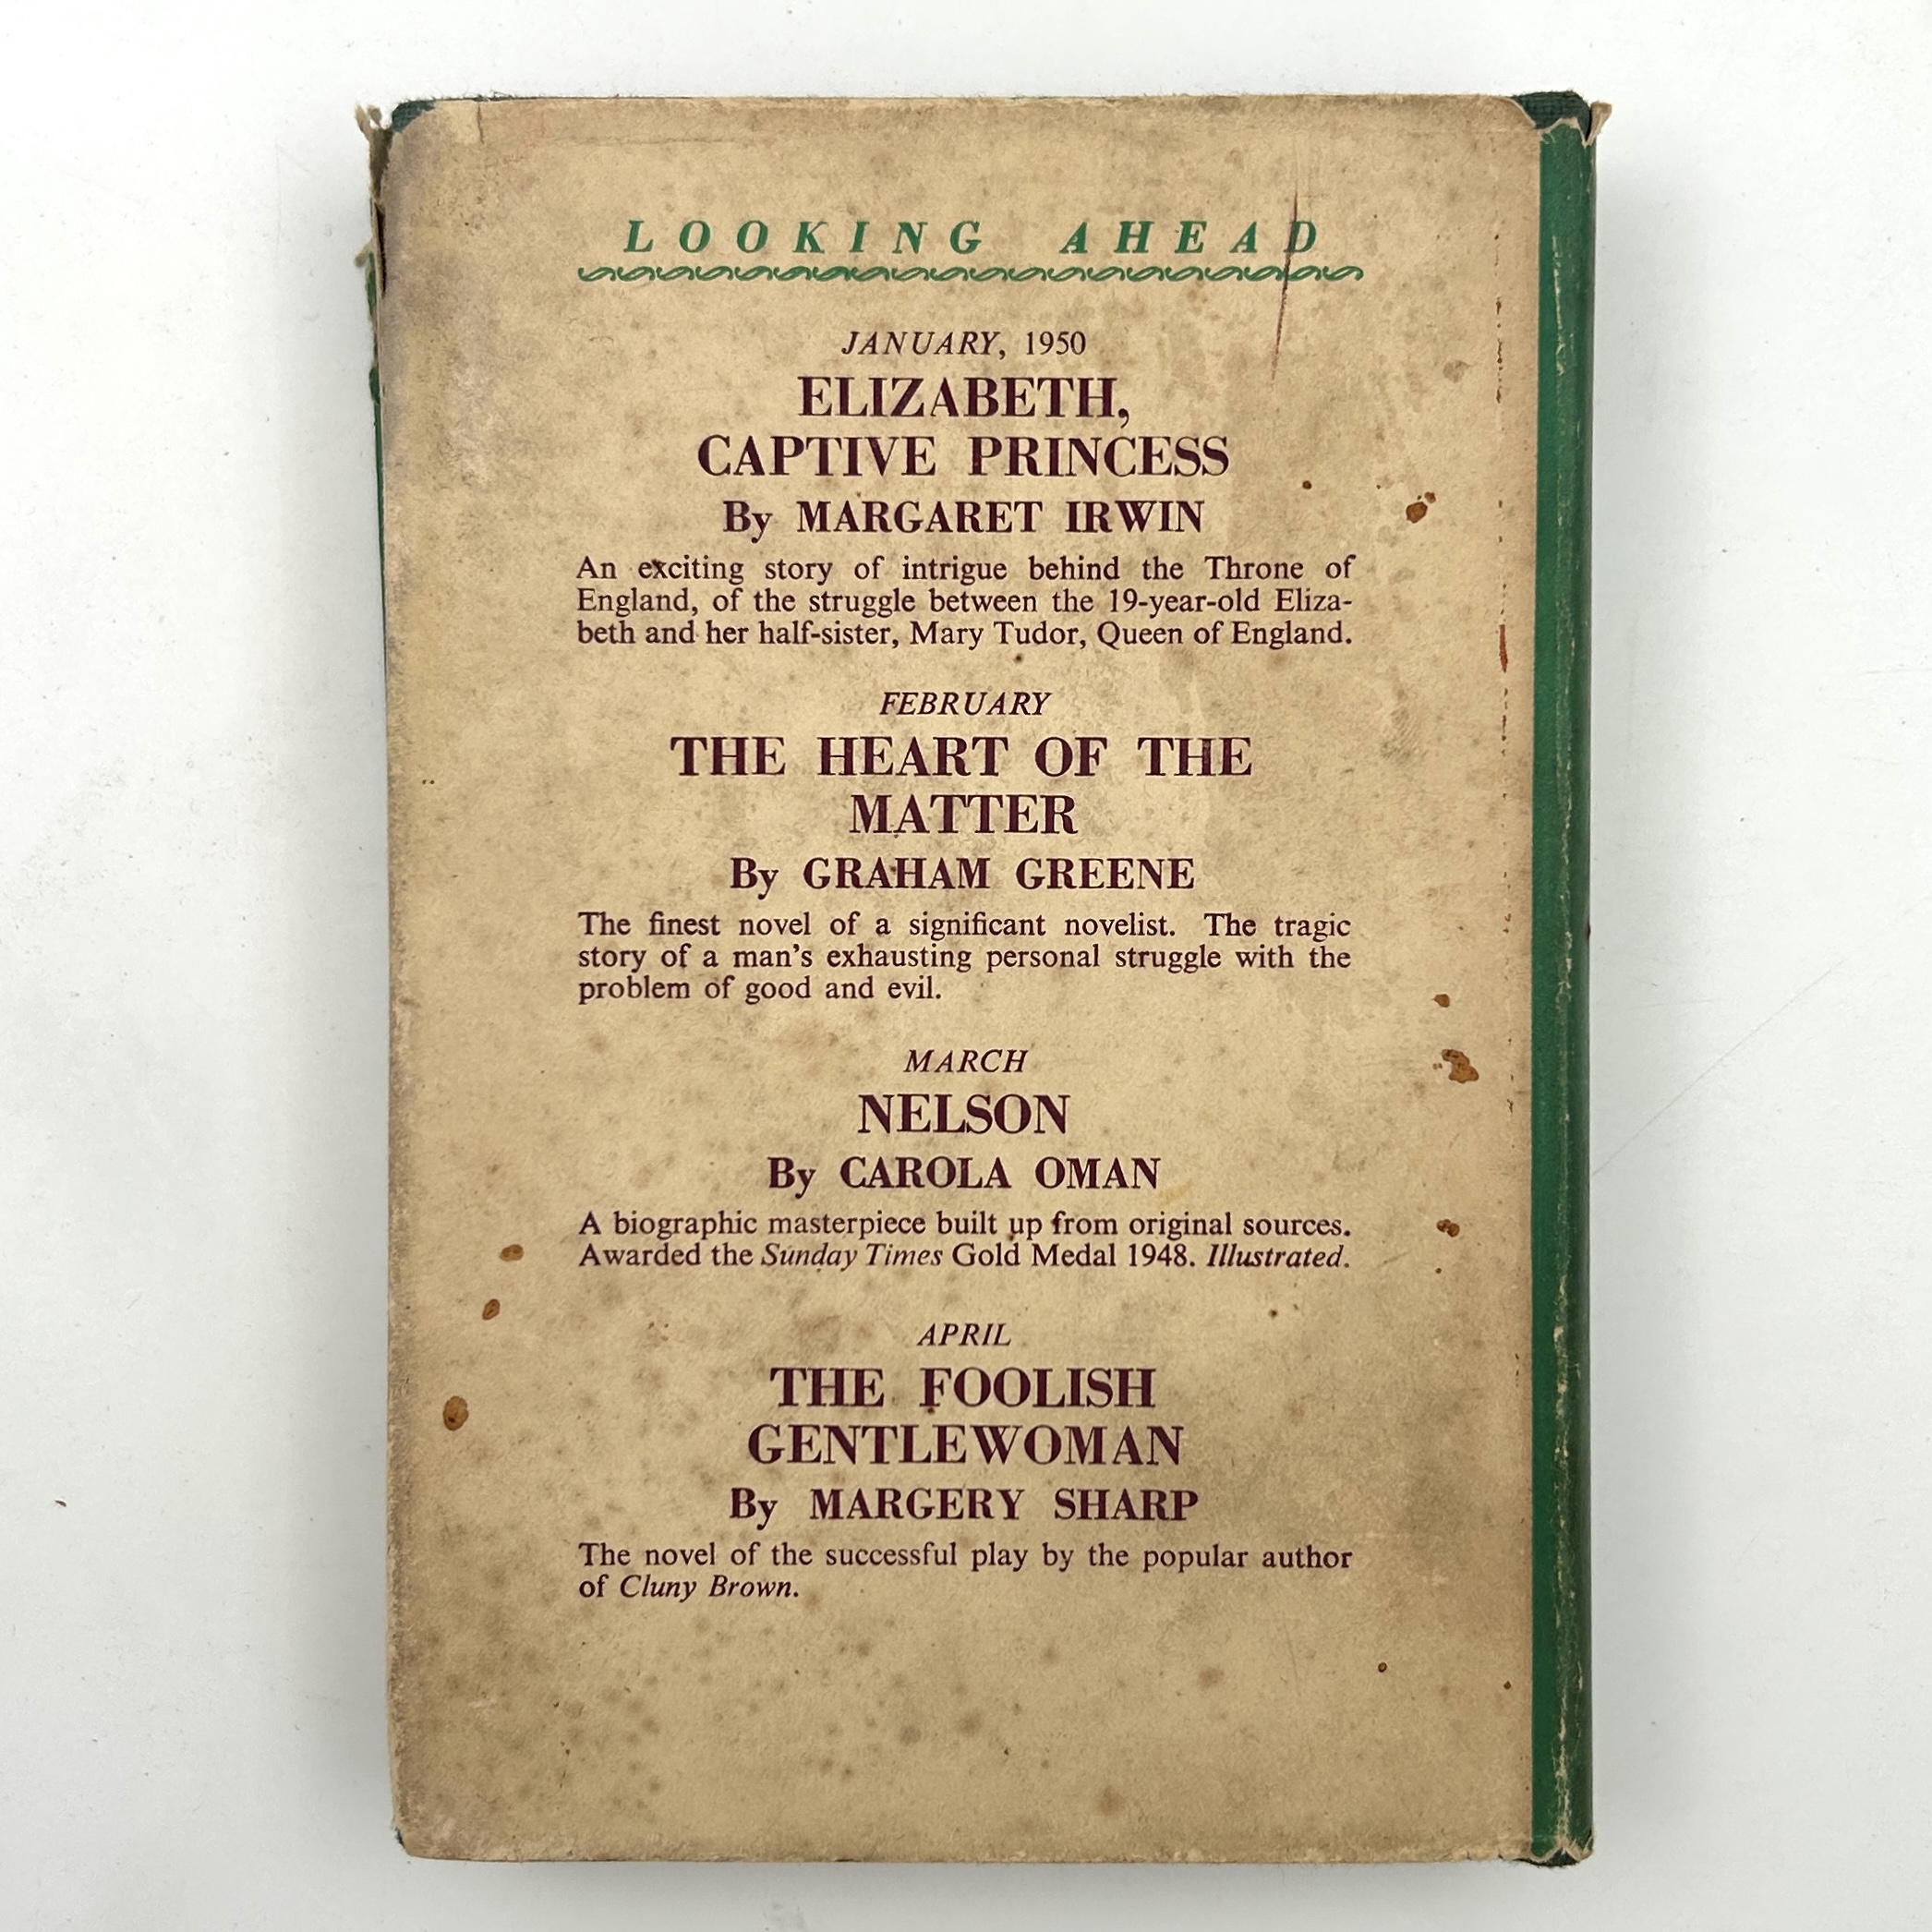 LOOKING AHEAD
JANUARY, 1950
ELIZABETH,
CAPTIVE PRINCESS
By MARGARET IRWIN
An exciting story of intrigue behind the Throne of
England, of the struggle between the 19-year-old Eliza-
beth and her half-sister, Mary Tudor, Queen of England.
FEBRUARY
THE HEART OF THE
MATTER
By GRAHAM GREENE
The finest novel of a significant novelist. The tragic
story of a man's exhausting personal struggle with the
problem of good and evil.
MARCH
NELSON
By CAROLA OMAN
A biographic masterpiece built up from original sources.
Awarded the Sunday Times Gold Medal 1948. Illustrated.
APRIL
THE FOOLISH
GENTLEWOMAN
By MARGERY SHARP
The novel of the successful play by the popular author
of Cluny Brown.